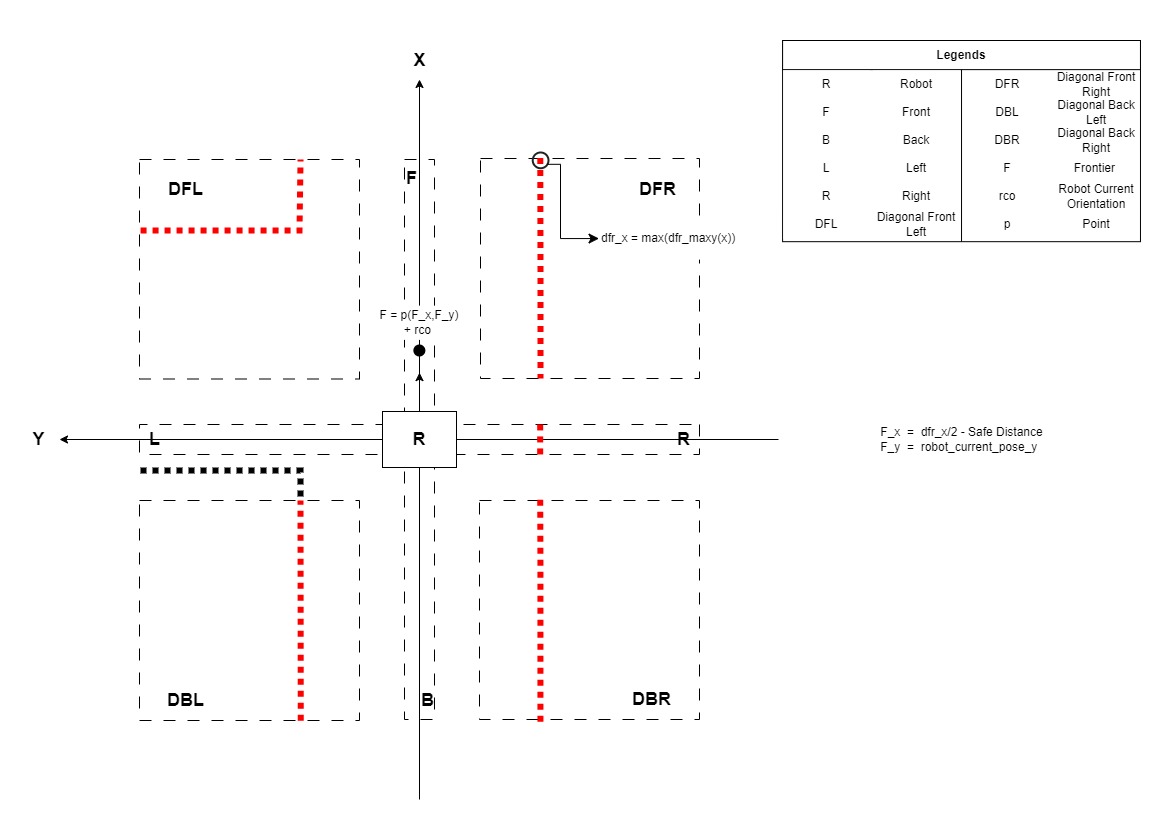 X
Legends
R Robot DFR Diagonal Front
Right
F Front DBL Diagonal Back
Left
B Back DBR Diagonal Back
Right
L Left F Frontier
R Right rco Robot Current
Orientation
DFL Diagonal Front
Left p Point
DFL
F
DFR
dfr_x = max(dfr_maxy(x))
F = p(F_x,F_y)
+ rco
Y
L
R
R
F_x = dfr_x/2 - Safe Distance
F_y = robot_current_pose_y
DBL
B
DBR